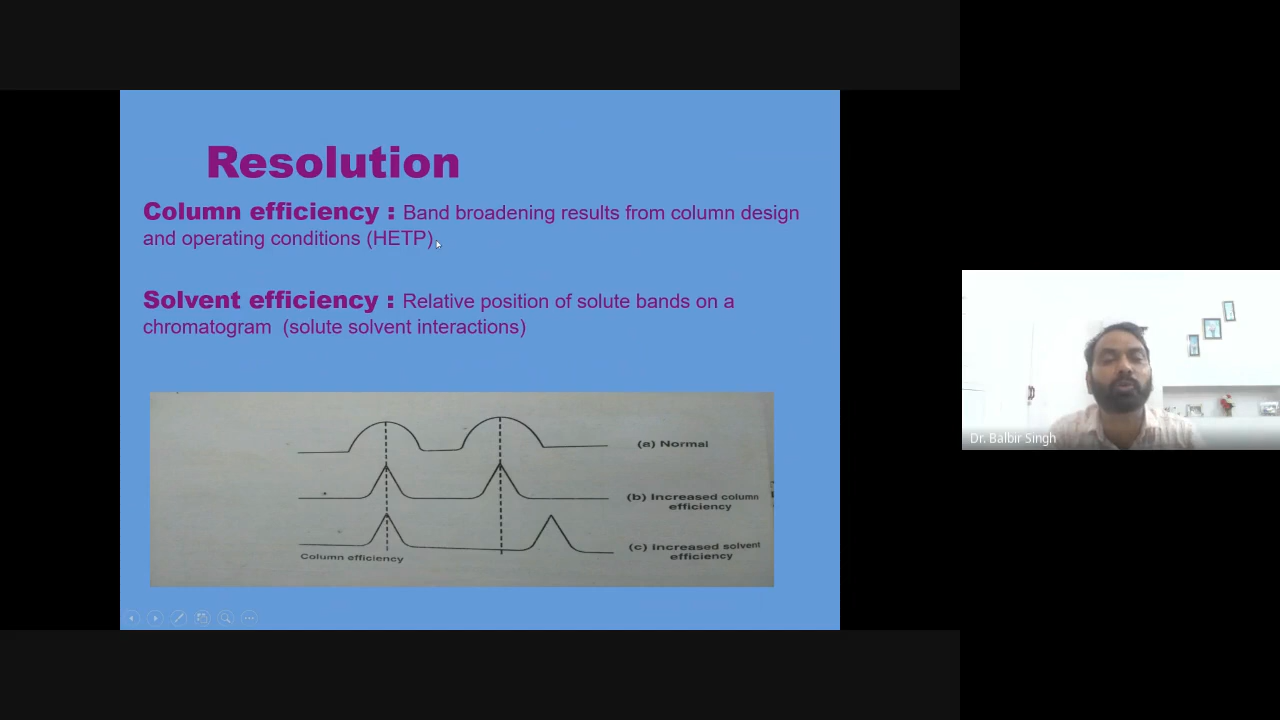 Resolution
Column efficiency : Band broadening results from column design
and operating conditions (HETP)
Solvent efficiency : Relative position of solute bands on a
chromatogram (solute solvent interactions)
(a) Normal
(b) Increased column
efficiency
(c) Increased solvent
efficiency
Column efficiency
Dr. Balbir Singh